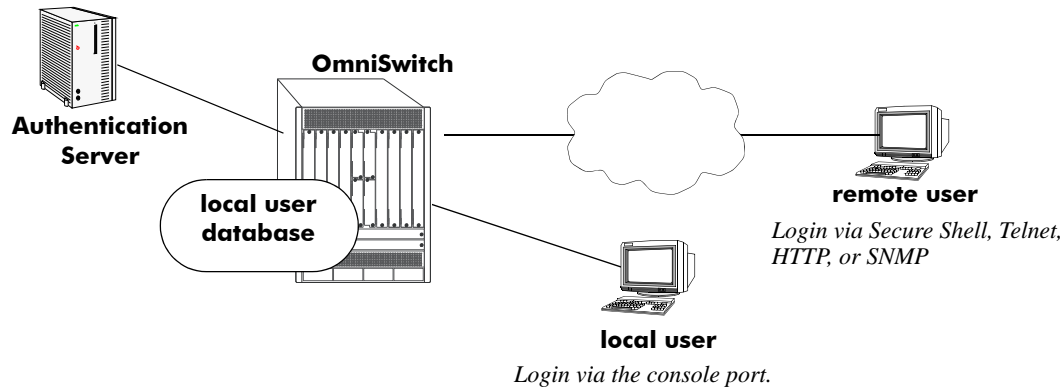 OmniSwitch
Authentication
Server
local user
database
remote user
Login via Secure Shell, Telnet,
HTTP, or SNMP
local user
Login via the console port.